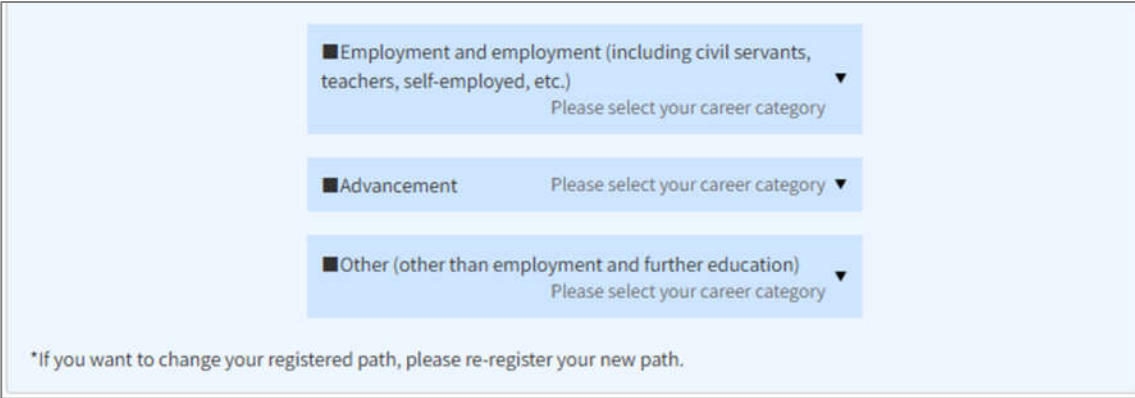 ■Employment and employment (including civil servants,
teachers, self-employed, etc.)
▼
Please select your career category
■Advancement Please select your career category ▼
■Other (other than employment and further education)
▼
Please select your career category
*If you want to change your registered path, please re-register your new path.